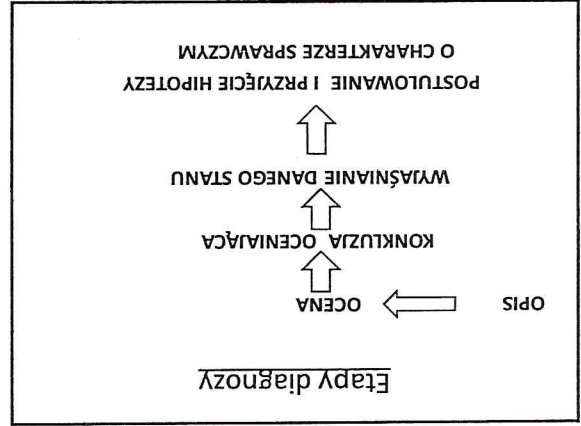 Etapy diagnozy
OPIS OCENA
KONKLUZJA OCENIAJĄCA
WYJAŚNIANIE DANEGO STANU
POSTULOWANIE I PRZYJĘCIE HIPOTEZY
O CHARAKTERZE SPRAWCZYM